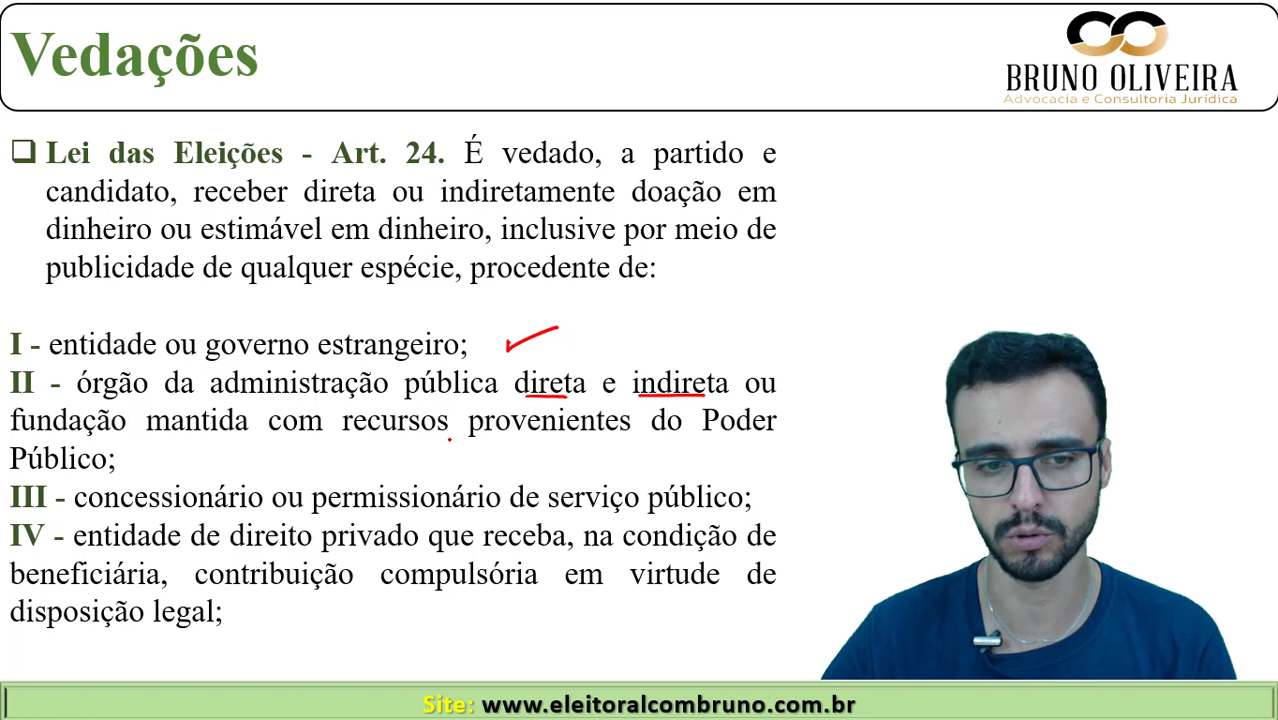 Vedações
BRUNO OLIVEIRA
Advocacia e Consultoria Jurídica
Lei das Eleições - Art. 24. É vedado, a partido e
candidato, receber direta ou indiretamente doação em
dinheiro ou estimável em dinheiro, inclusive por meio de
publicidade de qualquer espécie, procedente de:
I - entidade ou governo estrangeiro;
II - órgão da administração pública direta e indireta ou
fundação mantida com recursos provenientes do Poder
Público;
III - concessionário ou permissionário de serviço público;
IV - entidade de direito privado que receba, na condição de
beneficiária, contribuição compulsória em virtude de
disposição legal;
Site: www.eleitoralcombruno.com.br